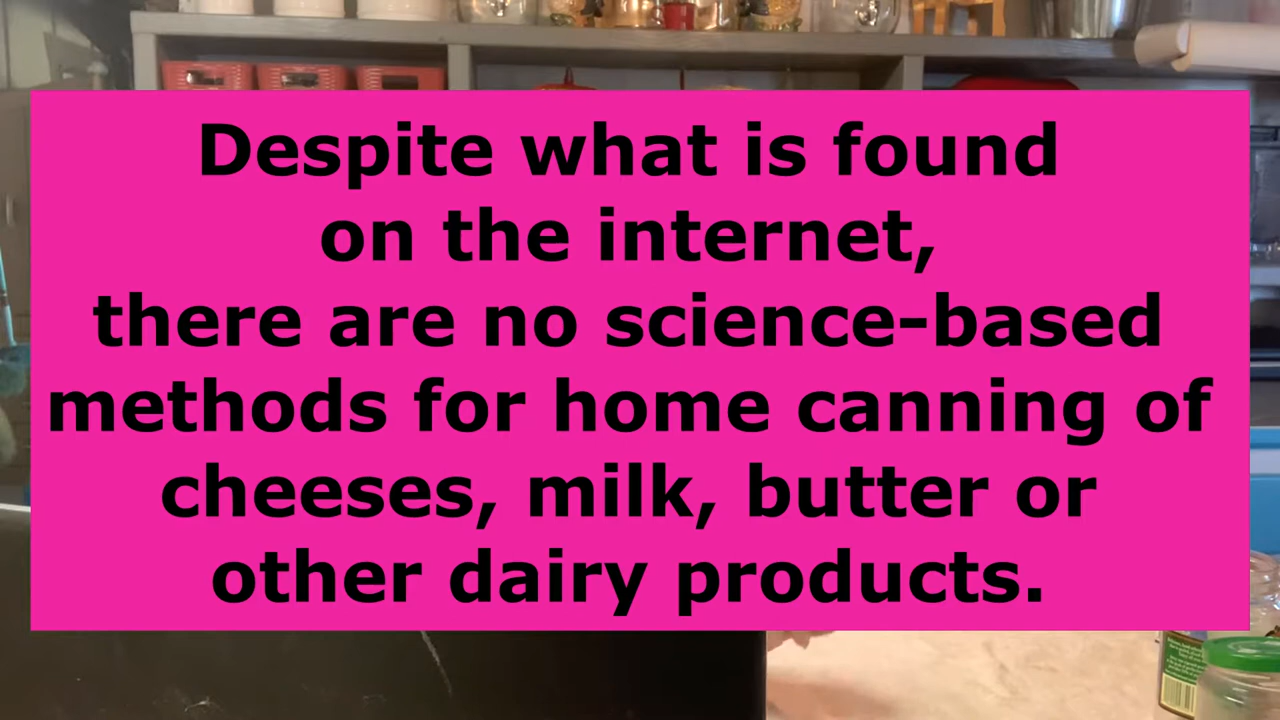 Despite what is found
on the internet,
there are no science-based
methods for home canning of
cheeses, milk, butter or
other dairy products.